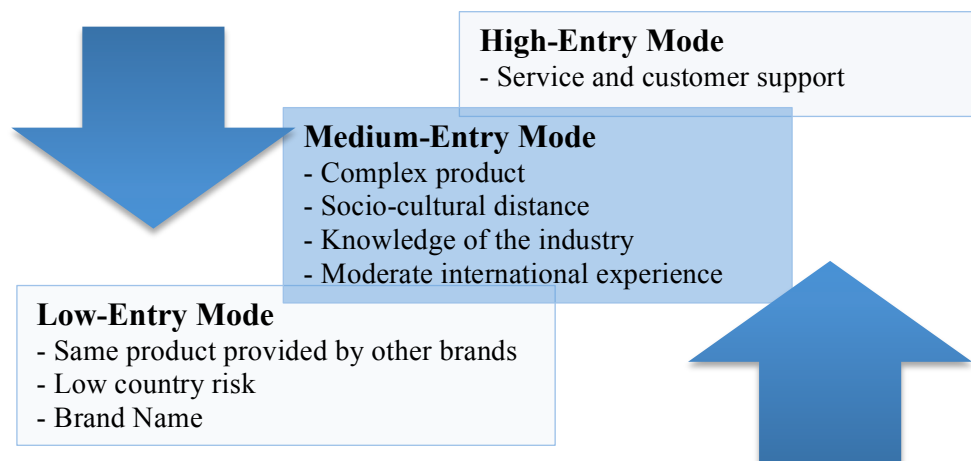 High-Entry Mode
- Service and customer support
Medium-Entry Mode
- Complex product
- Socio-cultural distance
- Knowledge of the industry
- Moderate international experience
Low-Entry Mode
- Same product provided by other brands
- Low country risk
- Brand Name